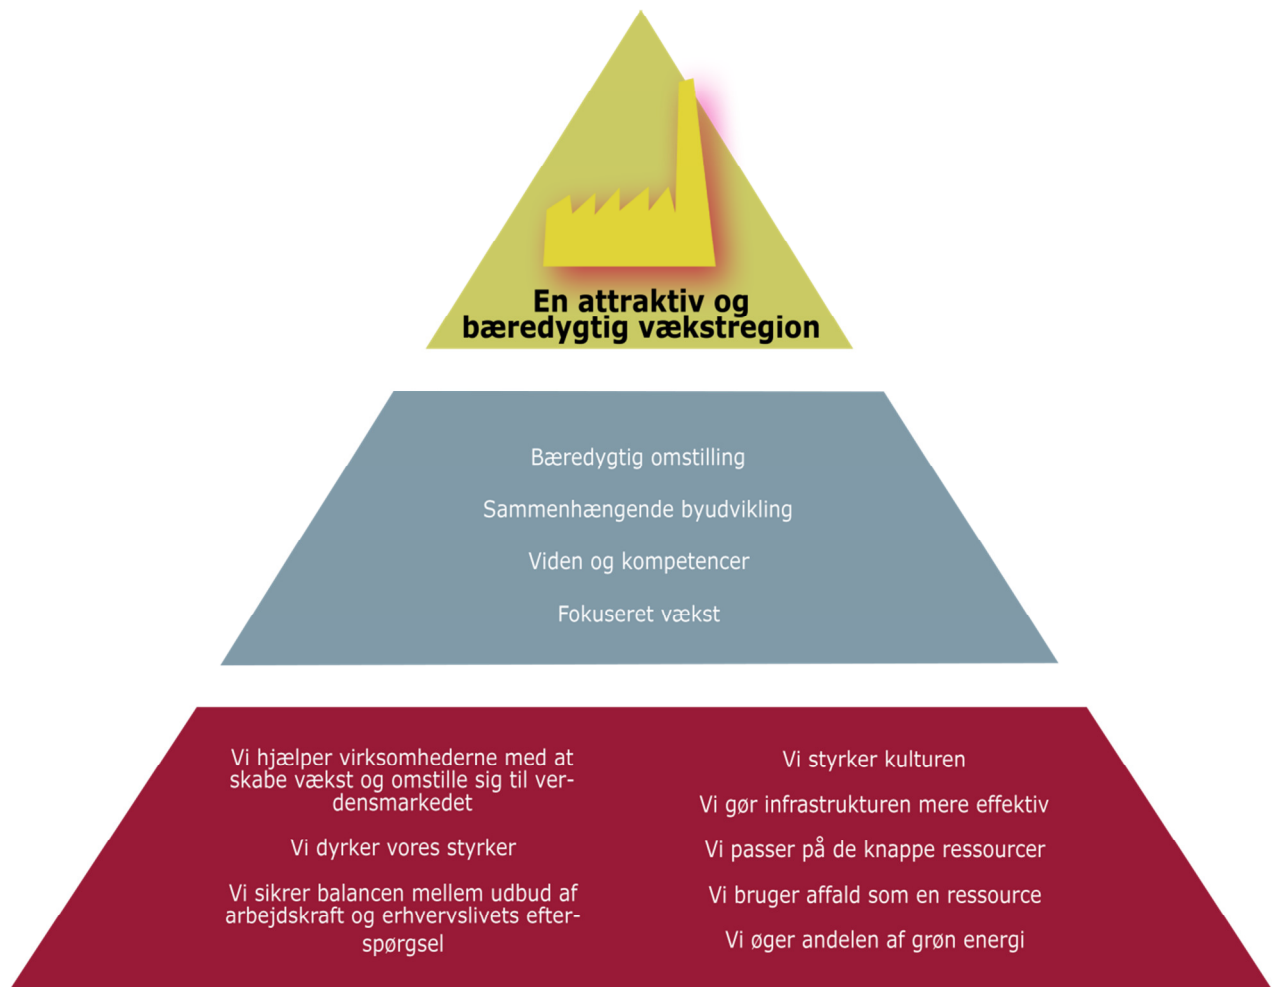 En attraktiv og
bæredygtig vækstregion
Bæredygtig omstilling
Sammenhængende byudvikling
Viden og kompetencer
Fokuseret vækst
Vi hjælper virksomhederne med at
skabe vækst og omstille sig til ver-
densmarkedet
Vi dyrker vores styrker
Vi sikrer balancen mellem udbud af
arbejdskraft og erhvervslivets efter-
spørgsel
Vi styrker kulturen
Vi gør infrastrukturen mere effektiv
Vi passer på de knappe ressourcer
Vi bruger affald som en ressource
Vi øger andelen af grøn energi